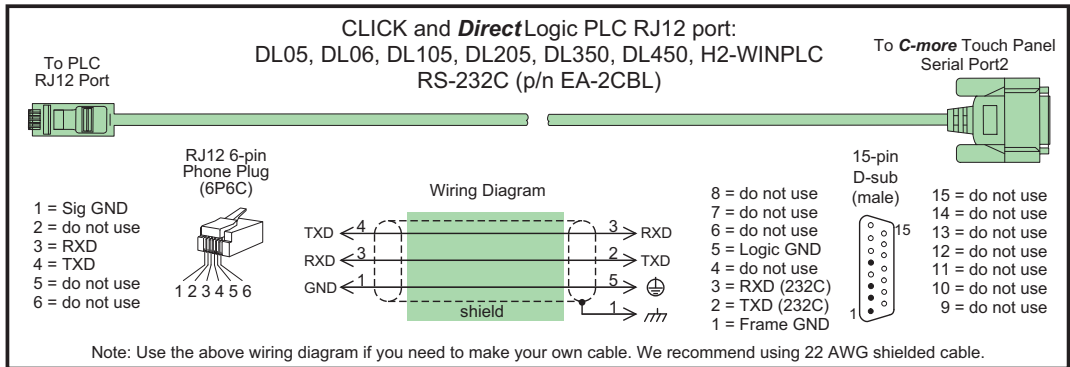 CLICK and DirectLogic PLC RJ12 port:
DL05, DL06, DL105, DL205, DL350, DL450, H2-WINPLC
RS-232C (p/n EA-2CBL)
To PLC
RJ12 Port
To C-more Touch Panel
Serial Port2
1 = Sig GND
2 = do not use
3 = RXD
4 = TXD
5 = do not use
6 = do not use
RJ12 6-pin
Phone Plug
(6P6C)
1 2 3 4 5 6
Wiring Diagram
TXD 4 3 RXD
RXD 3 2 TXD
GND 1 5
shield 1
8 = do not use
7 = do not use
6 = do not use
5 = Logic GND
4 = do not use
3 = RXD (232C)
2 = TXD (232C)
1 = Frame GND
15-pin
D-sub
(male)
15
1
15 = do not use
14 = do not use
13 = do not use
12 = do not use
11 = do not use
10 = do not use
9 = do not use
Note: Use the above wiring diagram if you need to make your own cable. We recommend using 22 AWG shielded cable.